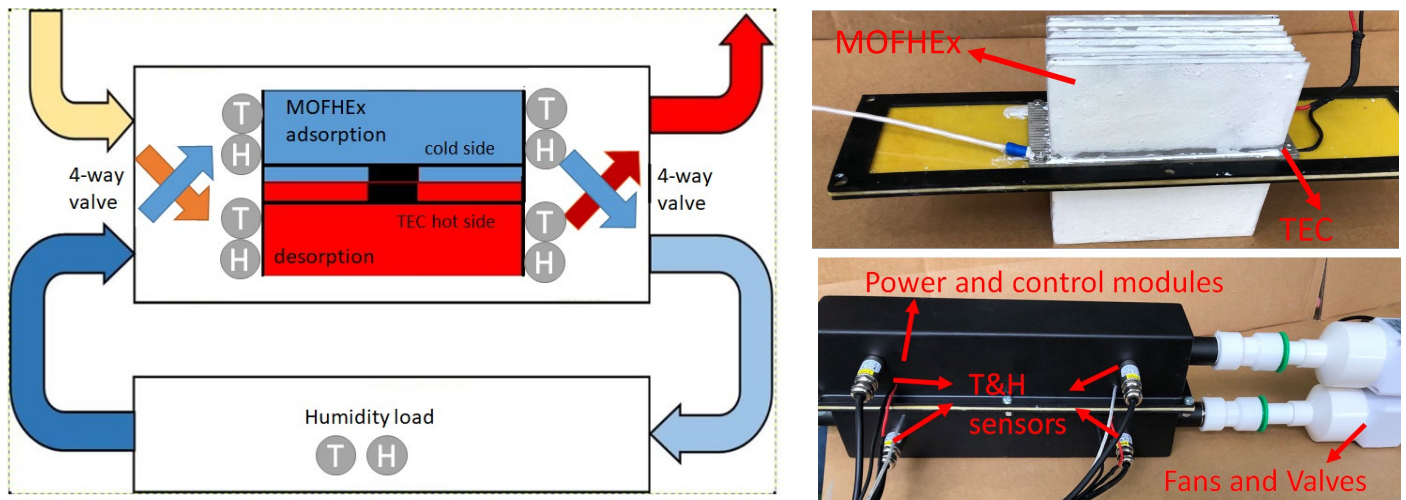 T
MOFHEx
adsorption
T
H
cold side
H
4-way
valve
4-way
valve
T
TEC hot side
T
H
desorption
H
Humidity load
T H
MOFHEx
TEC
Power and control modules
T&H
sensors
Fans and Valves